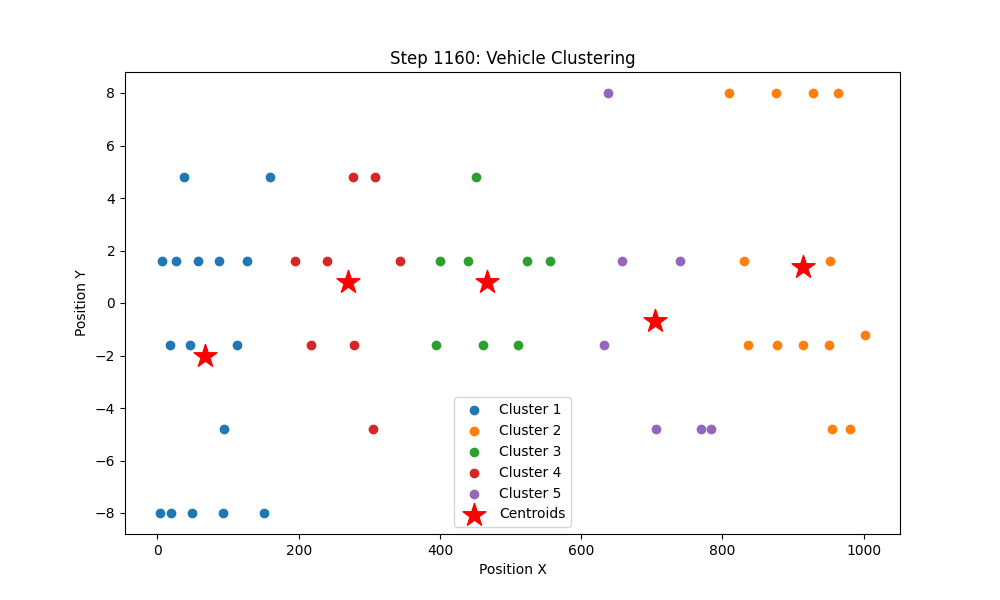 Step 1160: Vehicle Clustering
Position Y
8
6
4
2
0
−2
−4
−6
−8
Cluster 1
Cluster 2
Cluster 3
Cluster 4
Cluster 5
Centroids
0
200
400
600
800
1000
Position X